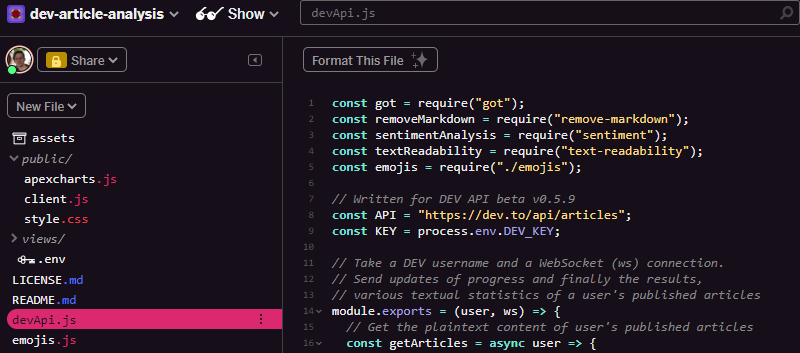 dev-article-analysis
Show
devApi.js
Share
Format This File
New File
assets
public/
apexcharts.js
client.js
style.css
views/
.env
LICENSE.md
README.md
devApi.js
emojis.js
1 const got = require("got");
2 const removeMarkdown = require("remove-markdown");
3 const sentimentAnalysis = require("sentiment");
4 const textReadability = require("text-readability");
5 const emojis = require("./emojis");
6
7 // Written for DEV API beta v0.5.9
8 const API = "https://dev.to/api/articles";
9 const KEY = process.env.DEV_KEY;
10
11 // Take a DEV username and a WebSocket (ws) connection.
12 // Send updates of progress and finally the results,
13 // various textual statistics of a user's published articles
14 module.exports = (user, ws) => {
15 // Get the plaintext content of user's published articles
16 const getArticles = async user => {